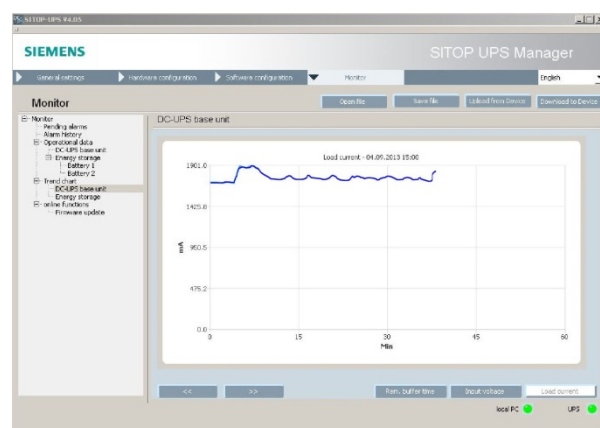 SITOP-UPS V4.05
SIEMENS
SITOP UPS Manager
General settings
Hardware configuration
Software configuration
Monitor
English
Monitor
Open file
Save file
Upload from Device
Download to Device
Monitor
Pending alarms
Alarm history
Operational data
DC-UPS base unit
Energy storage
Battery 1
Battery 2
Trend chart
DC-UPS base unit
Energy storage
online functions
Firmware update
DC-UPS base unit
Load current - 04.09.2013 15:00
1901.0
1425.8
950.5
475.2
0.0
mA
0
15
30
45
60
Min
<<
>>
Rem. buffer time
Input voltage
Load current
local PC
UPS